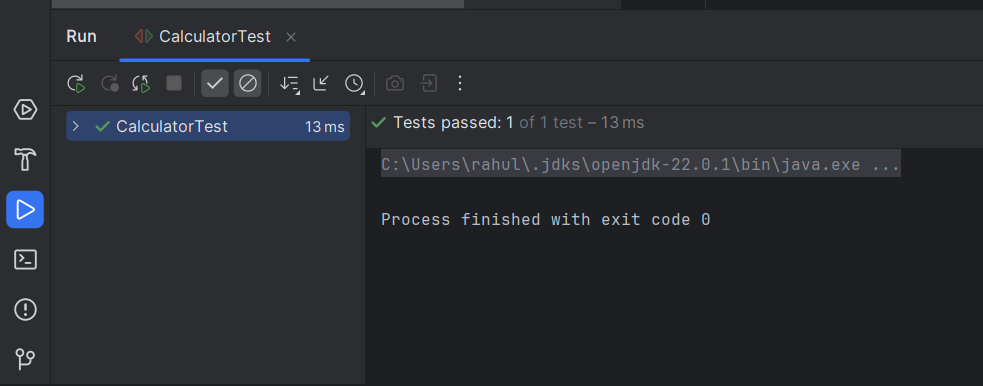 Run CalculatorTest
CalculatorTest 13 ms
Tests passed: 1 of 1 test – 13 ms
C:\Users\rahul\.jdks\openjdk-22.0.1\bin\java.exe ...
Process finished with exit code 0